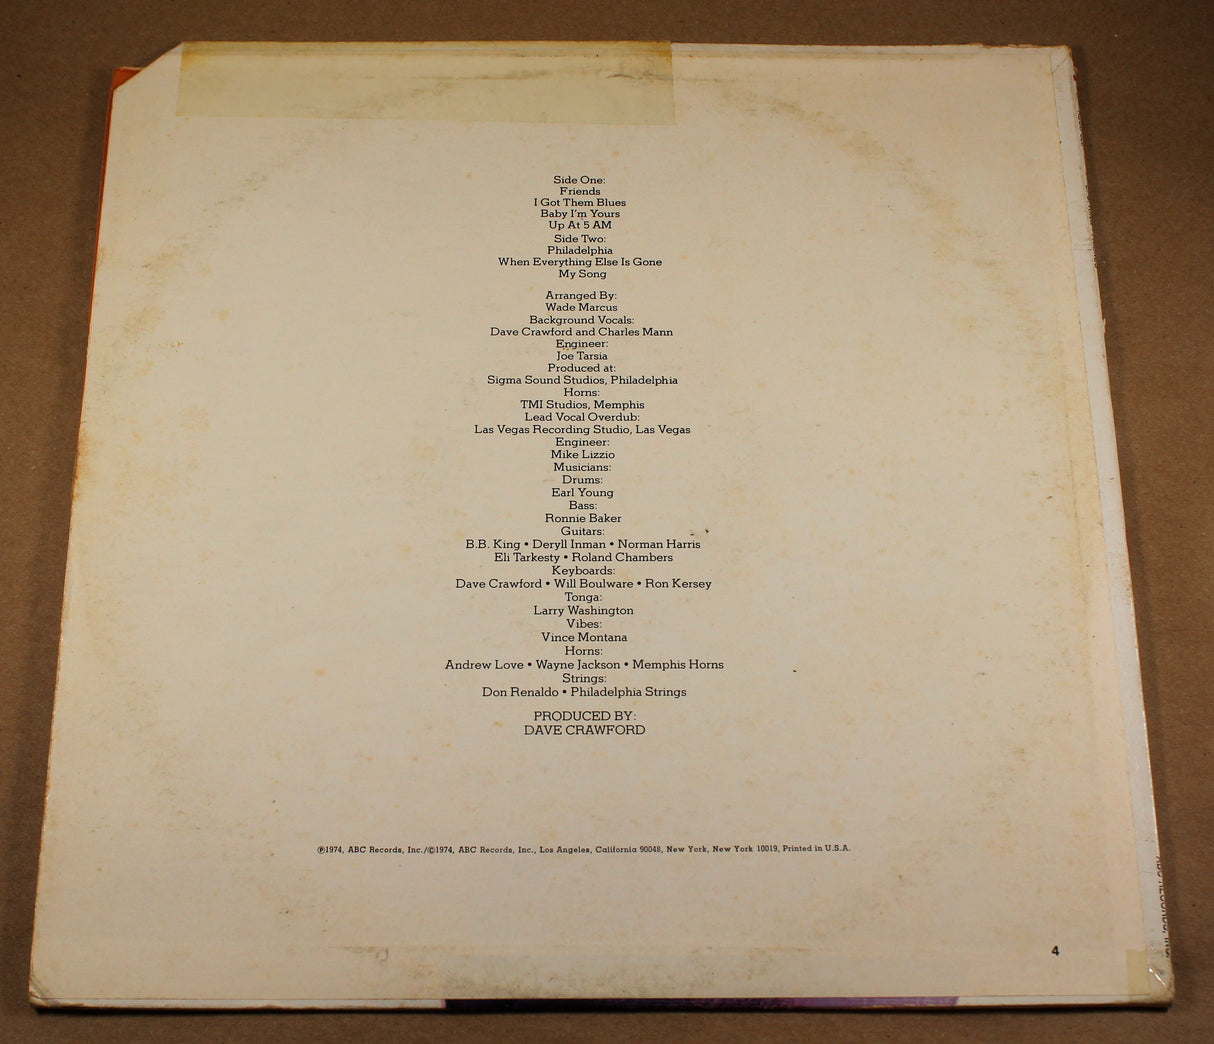 Side One:
Friends
I Got Them Blues
Baby I'm Yours
Up At 5 AM
Side Two:
Philadelphia
When Everything Else Is Gone
My Song
Arranged By:
Wade Marcus
Background Vocals:
Dave Crawford and Charles Mann
Engineer:
Joe Tarsia
Produced at:
Sigma Sound Studios, Philadelphia
Horns:
TMI Studios, Memphis
Lead Vocal Overdub:
Las Vegas Recording Studio, Las Vegas
Engineer:
Mike Lizzio
Musicians:
Drums:
Earl Young
Bass:
Ronnie Baker
Guitars:
B.B. King • Deryll Inman • Norman Harris
Eli Tarkesty • Roland Chambers
Keyboards:
Dave Crawford • Will Boulware • Ron Kersey
Tonga:
Larry Washington
Vibes:
Vince Montana
Horns:
Andrew Love • Wayne Jackson • Memphis Horns
Strings:
Don Renaldo • Philadelphia Strings
PRODUCED BY:
DAVE CRAWFORD
℗1974, ABC Records, Inc./©1974, ABC Records, Inc., Los Angeles, California 90048, New York, New York 10019, Printed in U.S.A.
4
ABC RECORDS, INC.